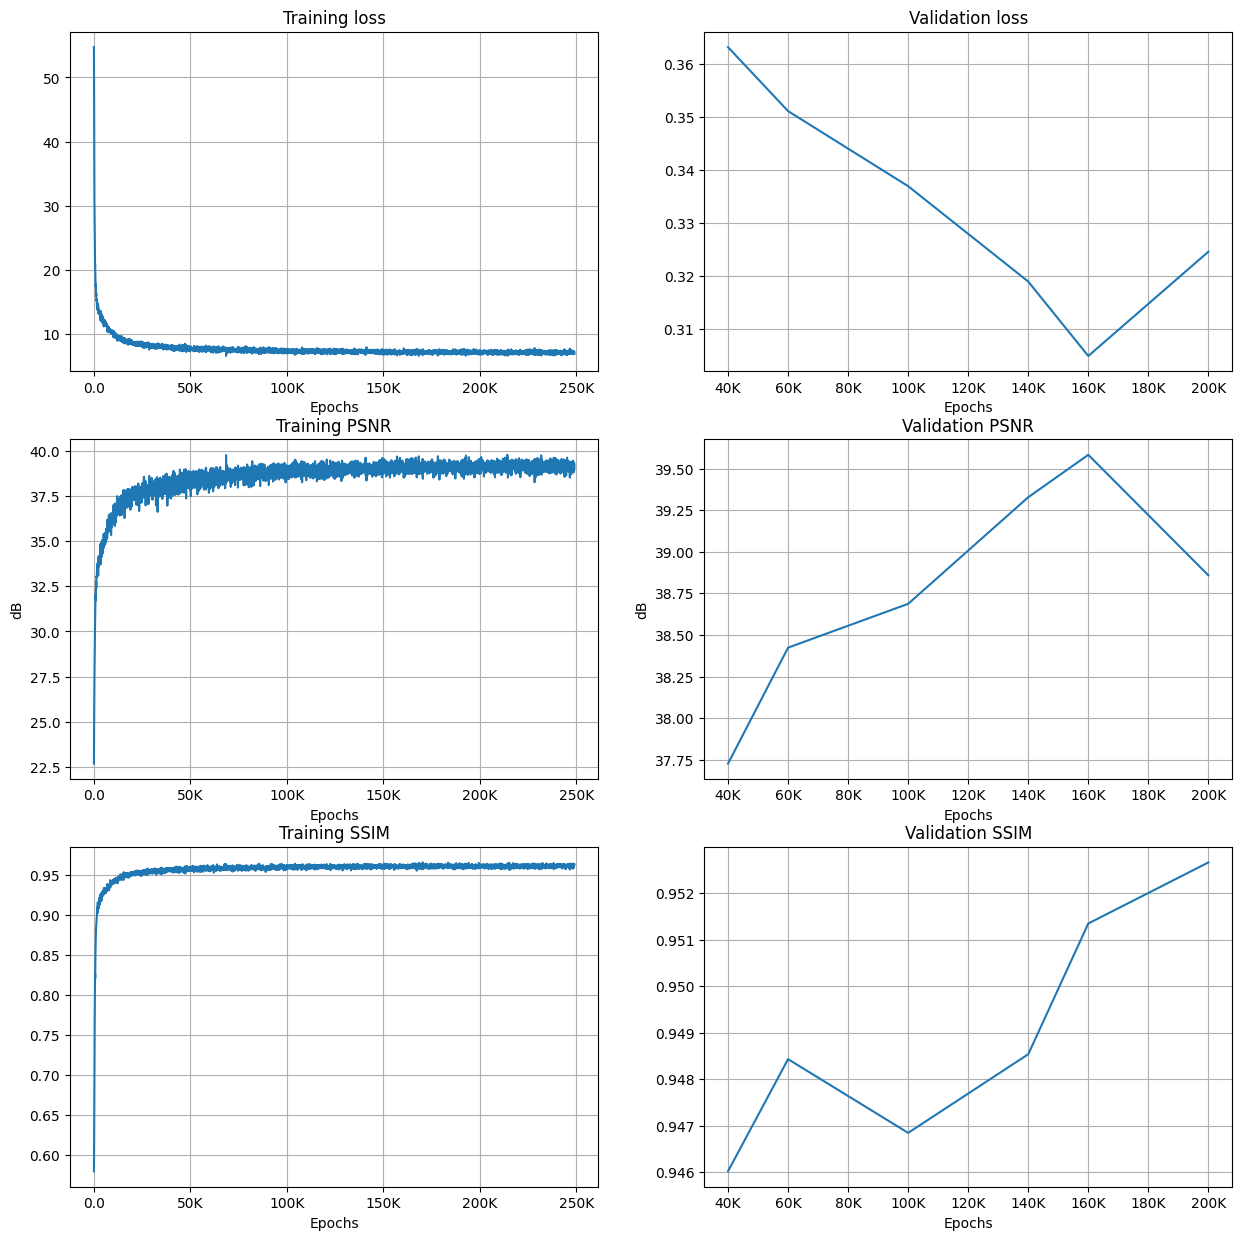 Training loss
50
40
30
20
10
0.0 50K 100K 150K 200K 250K
Epochs
Validation loss
0.36
0.35
0.34
0.33
0.32
0.31
40K 60K 80K 100K 120K 140K 160K 180K 200K
Epochs
Training PSNR
dB
40.0
37.5
35.0
32.5
30.0
27.5
25.0
22.5
0.0 50K 100K 150K 200K 250K
Epochs
Validation PSNR
dB
39.50
39.25
39.00
38.75
38.50
38.25
38.00
37.75
40K 60K 80K 100K 120K 140K 160K 180K 200K
Epochs
Training SSIM
0.95
0.90
0.85
0.80
0.75
0.70
0.65
0.60
0.0 50K 100K 150K 200K 250K
Epochs
Validation SSIM
0.952
0.951
0.950
0.949
0.948
0.947
0.946
40K 60K 80K 100K 120K 140K 160K 180K 200K
Epochs